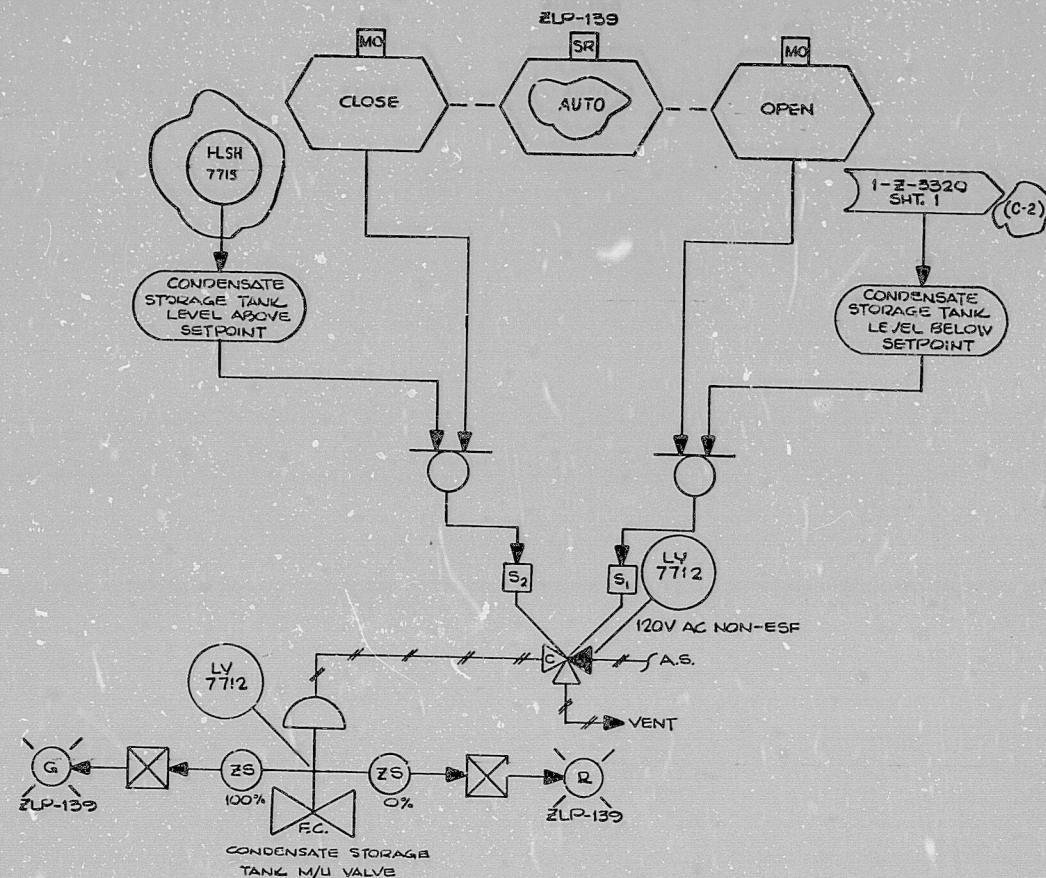 ZLP-139
MO
SR
MO
CLOSE
AUTO
OPEN
HLSH
7715
1-Z-3320
SHT. 1
(C-2)
CONDENSATE
STORAGE TANK
LEVEL ABOVE
SETPOINT
CONDENSATE
STORAGE TANK
LEVEL BELOW
SETPOINT
S2
S1
LY
7712
120V AC NON-ESF
C
A.S.
VENT
LV
7712
G
ZS
ZS
R
ZLP-139
100%
0%
ZLP-139
F.C.
CONDENSATE STORAGE
TANK M/U VALVE